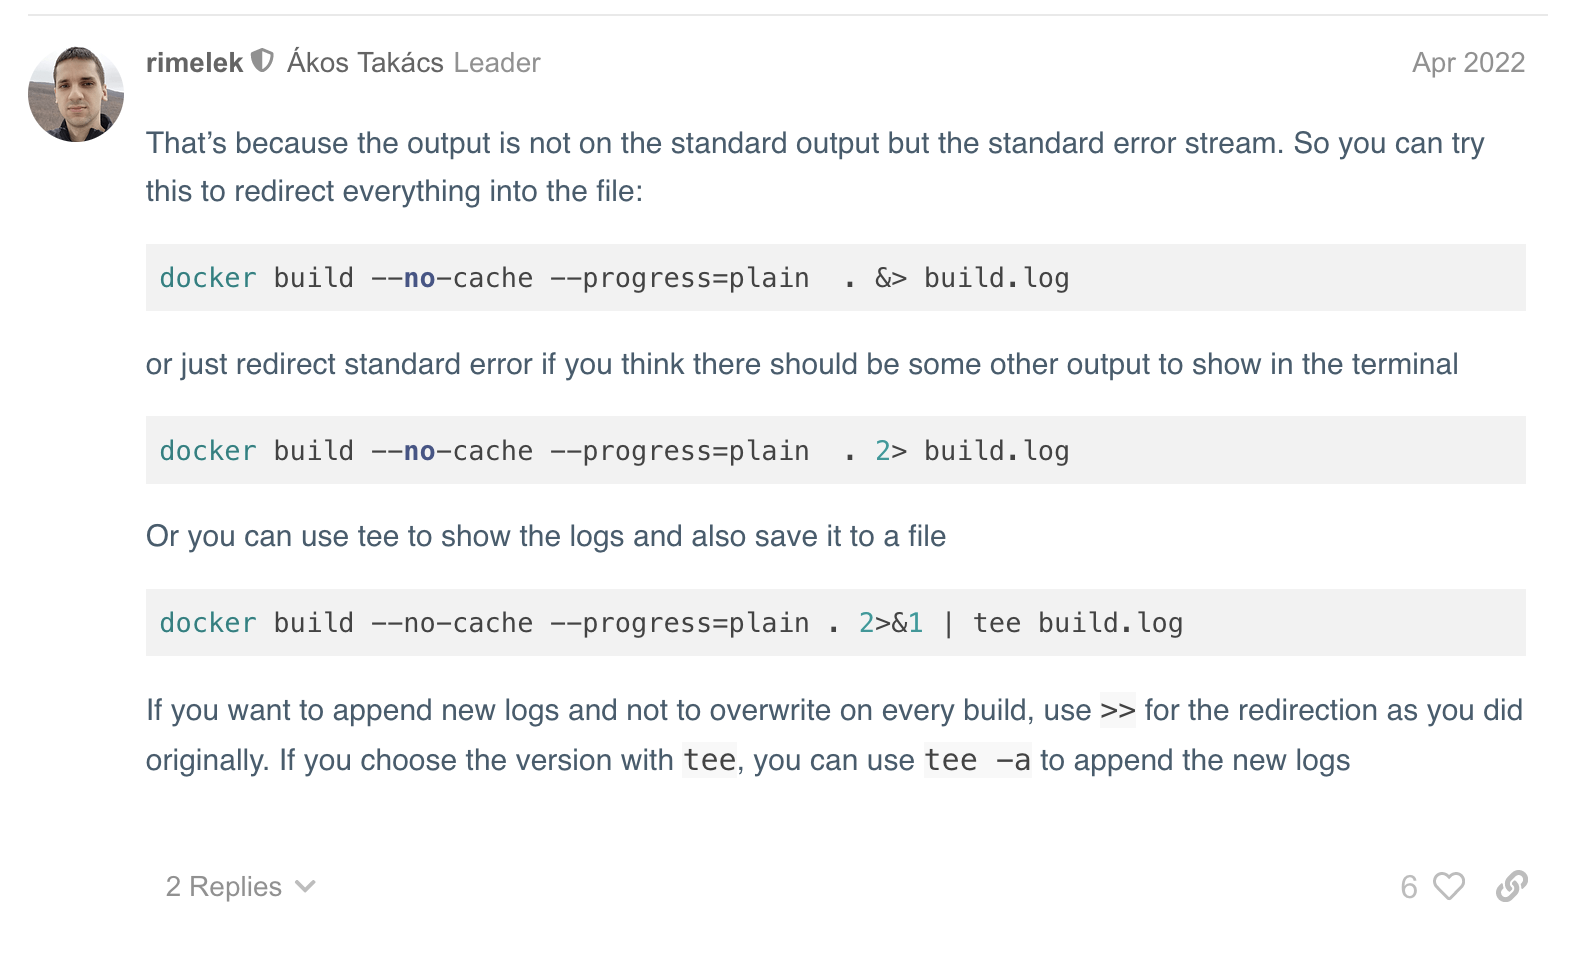 rimelek Ákos Takács Leader Apr 2022
That’s because the output is not on the standard output but the standard error stream. So you can try
this to redirect everything into the file:
docker build --no-cache --progress=plain  . &> build.log
or just redirect standard error if you think there should be some other output to show in the terminal
docker build --no-cache --progress=plain  . 2> build.log
Or you can use tee to show the logs and also save it to a file
docker build --no-cache --progress=plain . 2>&1 | tee build.log
If you want to append new logs and not to overwrite on every build, use >> for the redirection as you did
originally. If you choose the version with tee, you can use tee -a to append the new logs
2 Replies 6